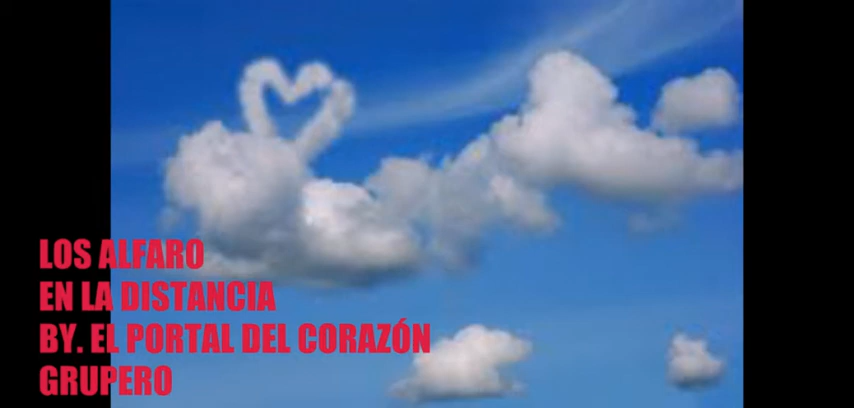 LOS ALFARO
EN LA DISTANCIA
BY. EL PORTAL DEL CORAZÓN
GRUPERO